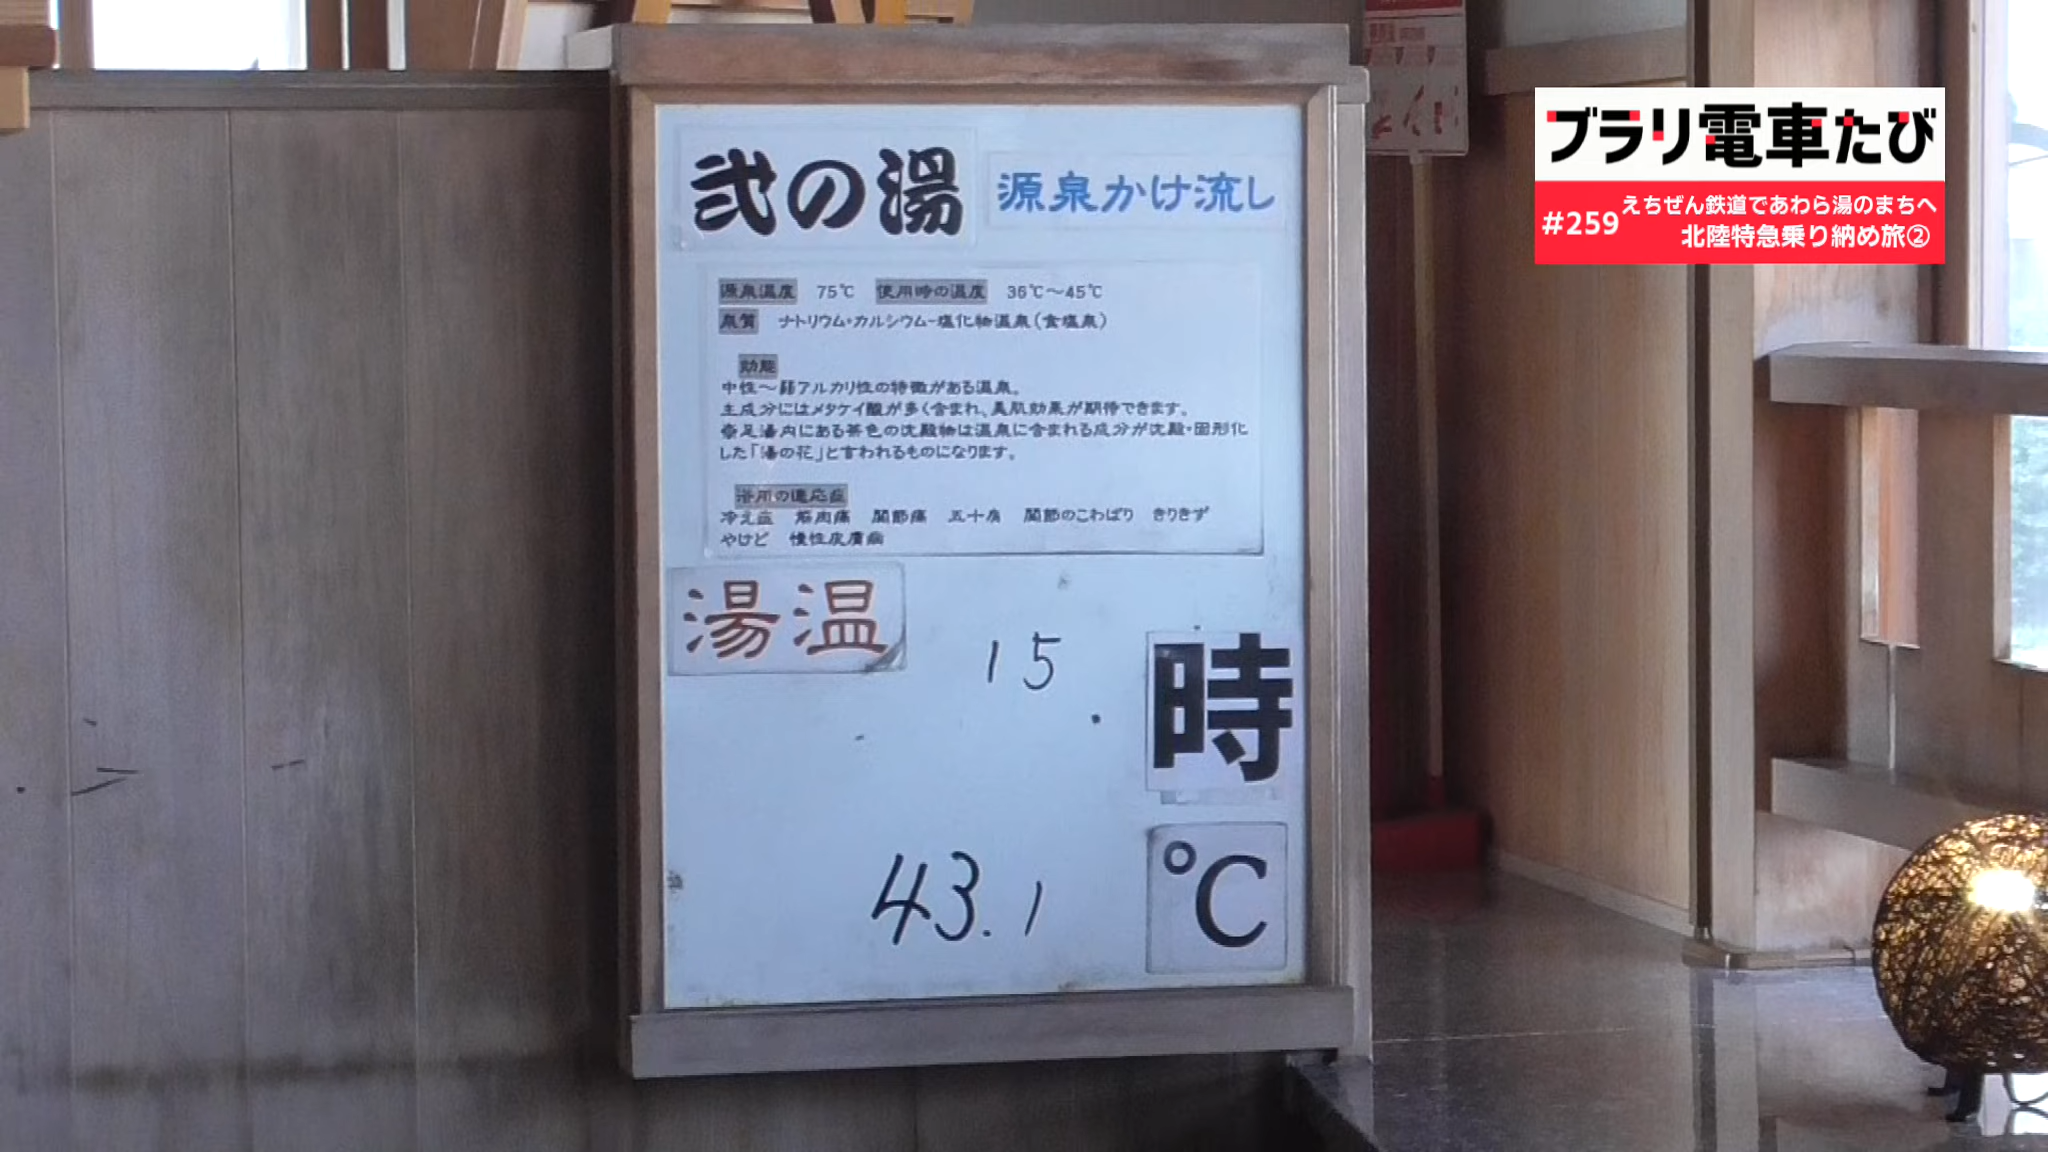 弐の湯 源泉かけ流し
源泉温度 75℃ 使用時の温度 36℃～45℃
泉質 ナトリウム・カルシウム-塩化物温泉(食塩泉)
効能
中性～弱アルカリ性の特徴がある温泉。
主成分にはメタケイ酸が多く含まれ、美肌効果が期待できます。
※足湯内にある茶色の沈殿物は温泉に含まれる成分が沈殿・固形化
した「湯の花」と言われるものになります。
浴用の適応症
冷え症 筋肉痛 関節痛 五十肩 関節のこわばり きりきず
やけど 慢性皮膚病
湯温
15 時
43.1 ℃
ブラリ電車たび
#259
えちぜん鉄道であわら湯のまちへ
北陸特急乗り納め旅②